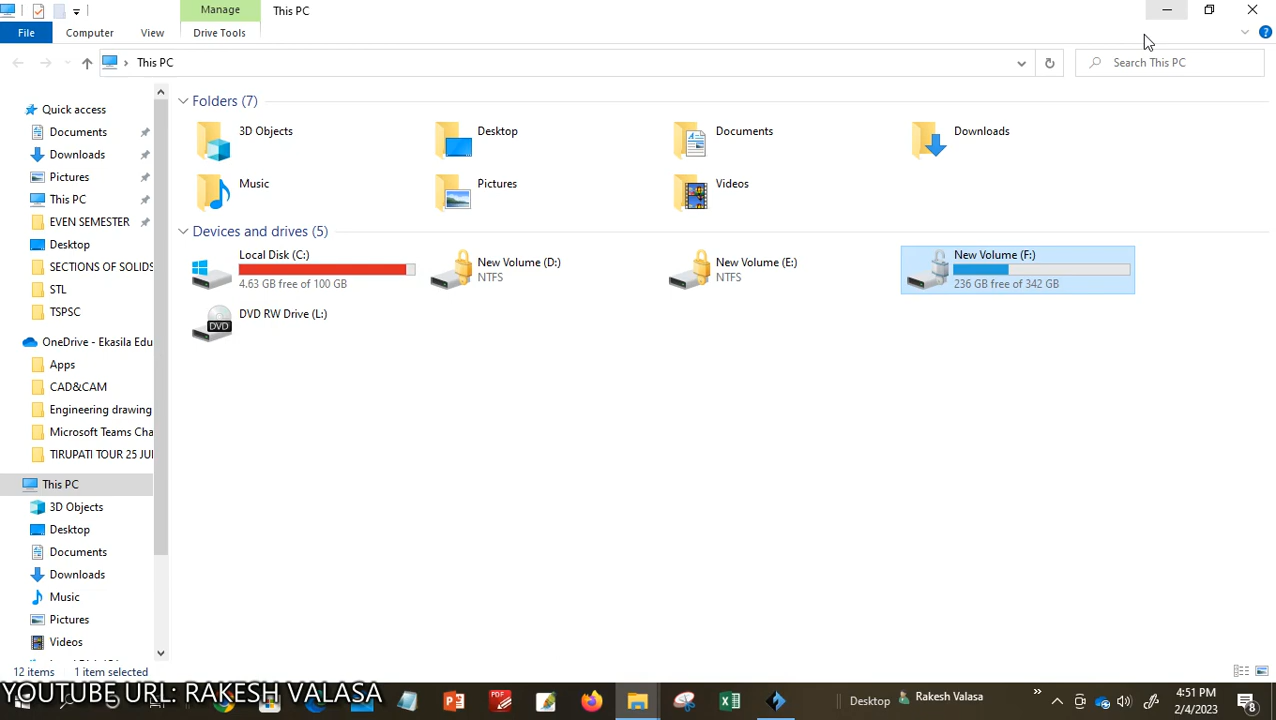 Manage
This PC
File
Computer
View
Drive Tools
This PC
Search This PC
Quick access
Documents
Downloads
Pictures
This PC
EVEN SEMESTER
Desktop
SECTIONS OF SOLIDS
STL
TSPSC
OneDrive - Ekasila Edu
Apps
CAD&CAM
Engineering drawing
Microsoft Teams Cha
TIRUPATI TOUR 25 JU
This PC
3D Objects
Desktop
Documents
Downloads
Music
Pictures
Videos
Folders (7)
3D Objects
Desktop
Documents
Downloads
Music
Pictures
Videos
Devices and drives (5)
Local Disk (C:)
4.63 GB free of 100 GB
New Volume (D:)
NTFS
New Volume (E:)
NTFS
New Volume (F:)
236 GB free of 342 GB
DVD RW Drive (L:)
DVD
12 items
1 item selected
YOUTUBE URL: RAKESH VALASA
PDF
Desktop
Rakesh Valasa
4:51 PM
2/4/2023
8